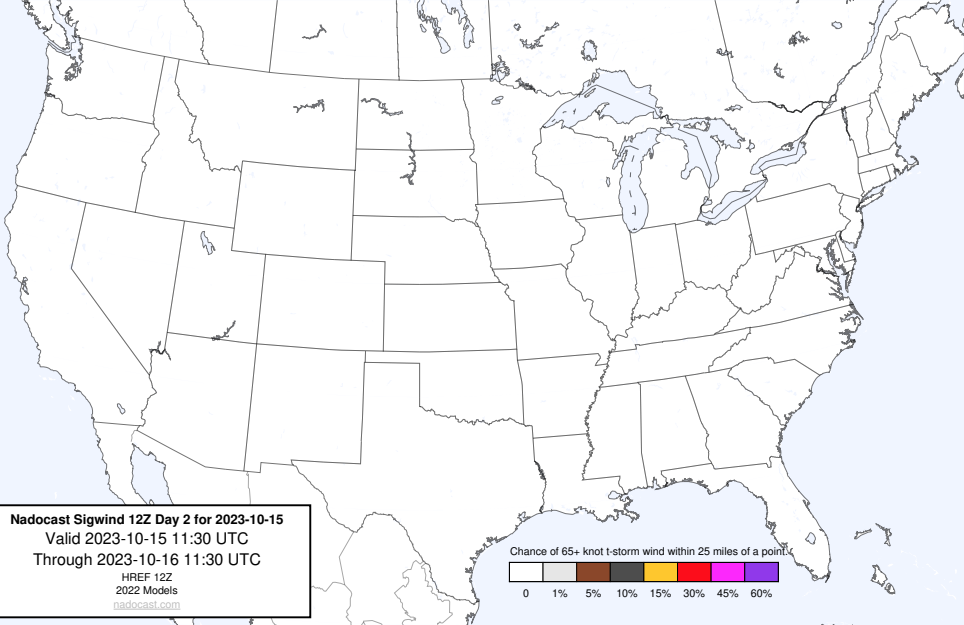 Nadocast Sigwind 12Z Day 2 for 2023-10-15
Valid 2023-10-15 11:30 UTC
Through 2023-10-16 11:30 UTC
HREF 12Z
2022 Models
nadocast.com
Chance of 65+ knot t-storm wind within 25 miles of a point.
0 1% 5% 10% 15% 30% 45% 60%